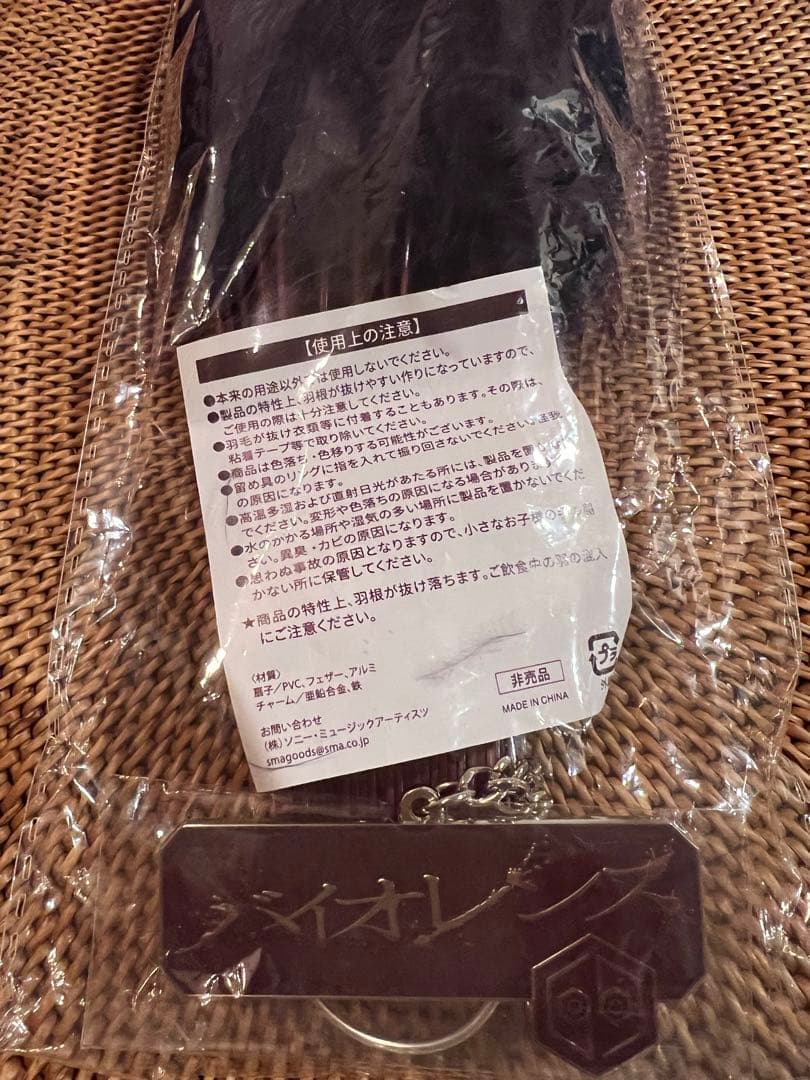 【使用上の注意】
●本来の用途以外では使用しないでください。
●製品の特性上、羽根が抜けやすい作りになっていますので、
ご使用の際は十分注意してください。
●羽毛が抜け衣類等に付着することもあります。その際は、
粘着テープ等で取り除いてください。
●商品は色落ち・色移りする可能性がございます。
●留め具のリングに指を入れて振り回さないでください。怪我
の原因になります。
●高温多湿および直射日光があたる所には、製品を置かない
でください。変形や色落ちの原因になる場合があります
●水のかかる場所や湿気の多い場所に製品を置かないでくだ
さい。異臭・カビの原因になります。
●思わぬ事故の原因となりますので、小さなお子様の手の届
かない所に保管してください。
★商品の特性上、羽根が抜け落ちます。ご飲食中の羽の混入
にご注意ください。
〈材質〉
扇子／PVC、フェザー、アルミ
チャーム／亜鉛合金、鉄
お問い合わせ
(株)ソニー・ミュージックアーティスツ
smagoods@sma.co.jp
プラ
非売品
MADE IN CHINA
バイオレンス